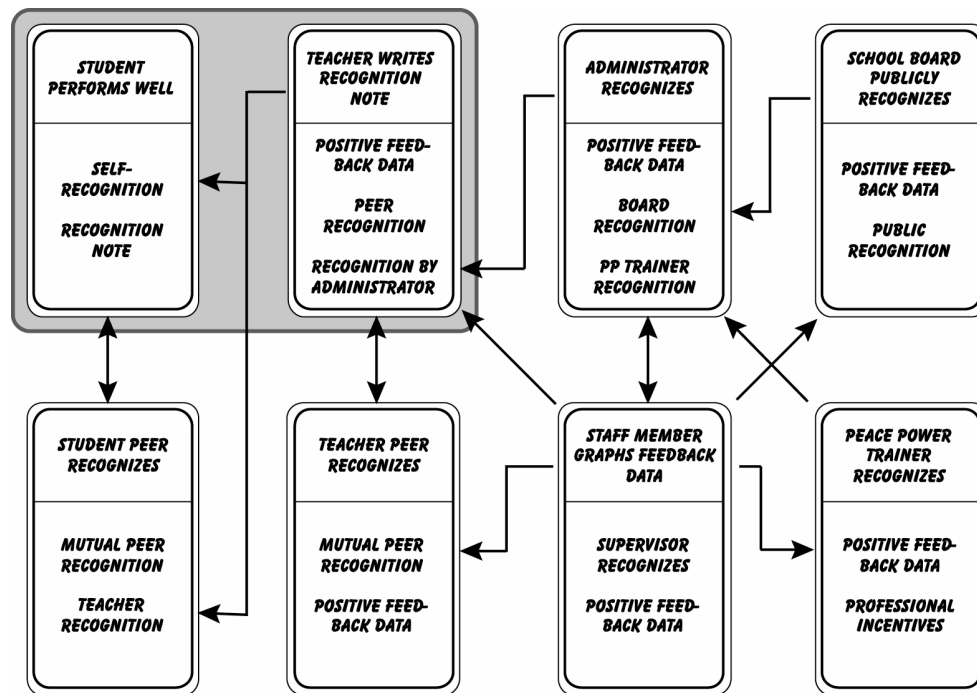 STUDENT
PERFORMS WELL
SELF-
RECOGNITION
RECOGNITION
NOTE
TEACHER WRITES
RECOGNITION
NOTE
POSITIVE FEED-
BACK DATA
PEER
RECOGNITION
RECOGNITION BY
ADMINISTRATOR
ADMINISTRATOR
RECOGNIZES
POSITIVE FEED-
BACK DATA
BOARD
RECOGNITION
PP TRAINER
RECOGNITION
SCHOOL BOARD
PUBLICLY
RECOGNIZES
POSITIVE FEED-
BACK DATA
PUBLIC
RECOGNITION
STUDENT PEER
RECOGNIZES
MUTUAL PEER
RECOGNITION
TEACHER
RECOGNITION
TEACHER PEER
RECOGNIZES
MUTUAL PEER
RECOGNITION
POSITIVE FEED-
BACK DATA
STAFF MEMBER
GRAPHS FEEDBACK
DATA
SUPERVISOR
RECOGNIZES
POSITIVE FEED-
BACK DATA
PEACE POWER
TRAINER
RECOGNIZES
POSITIVE FEED-
BACK DATA
PROFESSIONAL
INCENTIVES